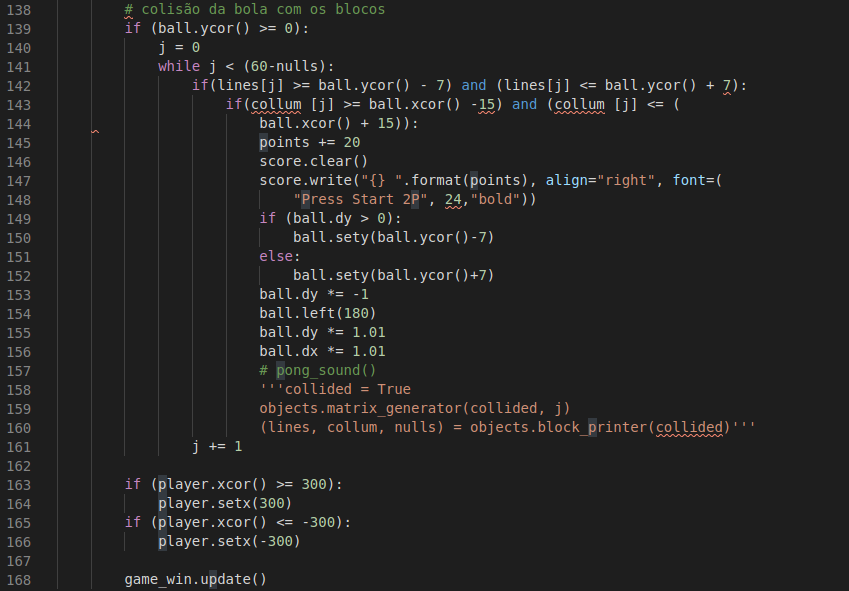 138 # colisão da bola com os blocos
139 if (ball.ycor() >= 0):
140 j = 0
141 while j < (60-nulls):
142 if(lines[j] >= ball.ycor() - 7) and (lines[j] <= ball.ycor() + 7):
143 if(collum [j] >= ball.xcor() -15) and (collum [j] <= (
144 ball.xcor() + 15)):
145 points += 20
146 score.clear()
147 score.write("{} ".format(points), align="right", font=(
148 "Press Start 2P", 24,"bold"))
149 if (ball.dy > 0):
150 ball.sety(ball.ycor()-7)
151 else:
152 ball.sety(ball.ycor()+7)
153 ball.dy *= -1
154 ball.left(180)
155 ball.dy *= 1.01
156 ball.dx *= 1.01
157 # pong_sound()
158 '''collided = True
159 objects.matrix_generator(collided, j)
160 (lines, collum, nulls) = objects.block_printer(collided)'''
161 j += 1
162
163 if (player.xcor() >= 300):
164 player.setx(300)
165 if (player.xcor() <= -300):
166 player.setx(-300)
167
168 game_win.update()